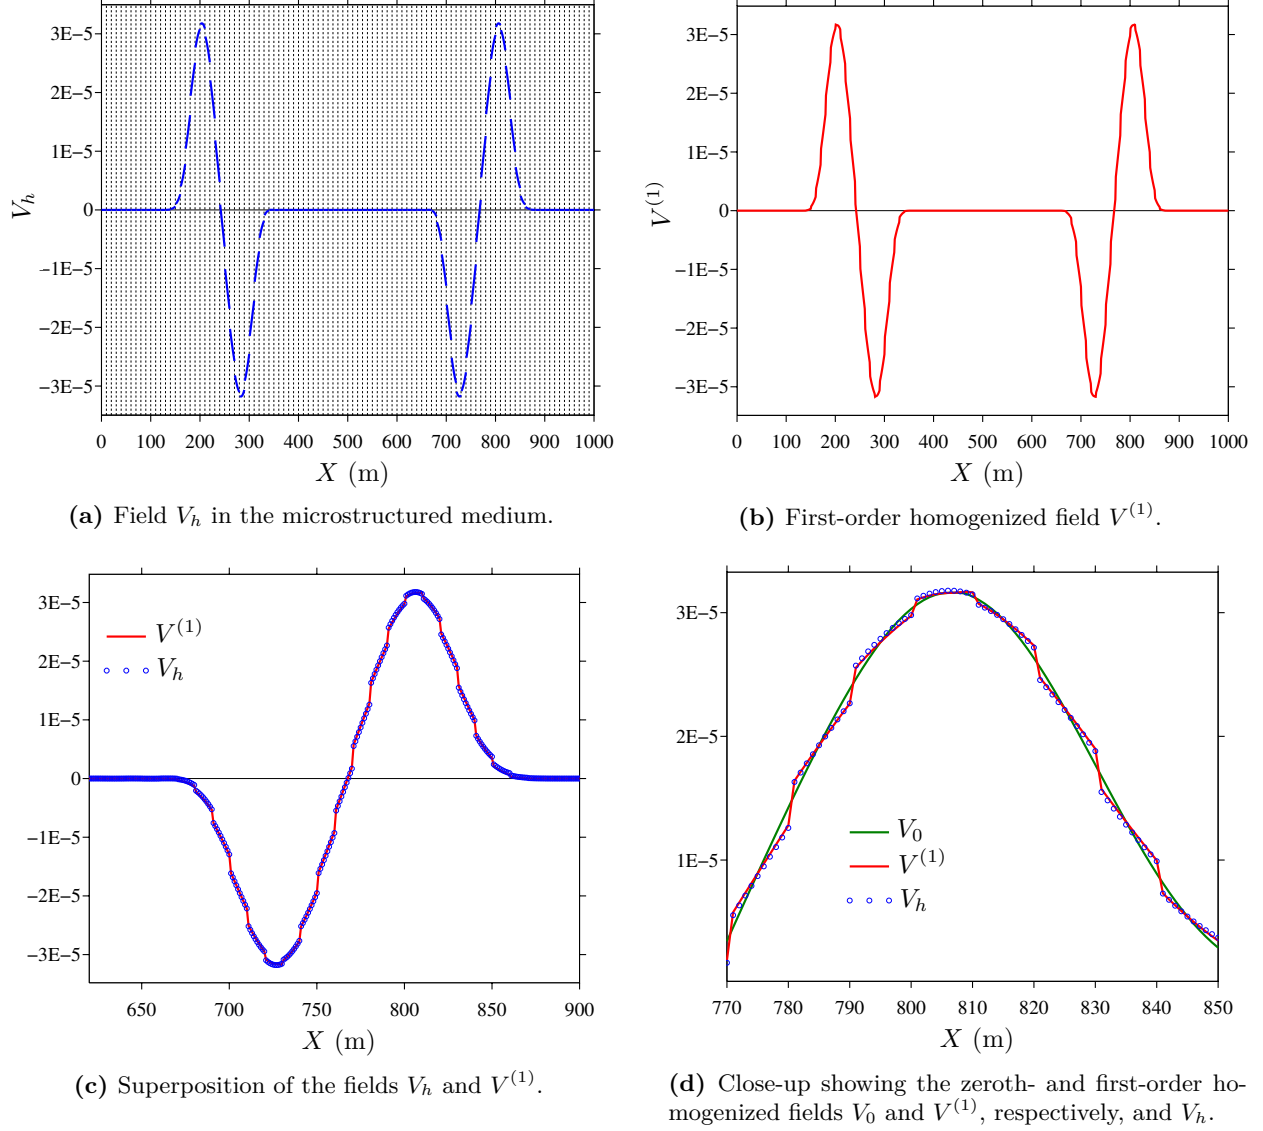 3E-5
2E-5
1E-5
0
-1E-5
-2E-5
-3E-5
V_h
0 100 200 300 400 500 600 700 800 900 1000
X (m)
(a) Field V_h in the microstructured medium.
3E-5
2E-5
1E-5
0
-1E-5
-2E-5
-3E-5
V^(1)
0 100 200 300 400 500 600 700 800 900 1000
X (m)
(b) First-order homogenized field V^(1).
3E-5
2E-5
1E-5
0
-1E-5
-2E-5
-3E-5
V^(1)
V_h
650 700 750 800 850 900
X (m)
(c) Superposition of the fields V_h and V^(1).
3E-5
2E-5
1E-5
V_0
V^(1)
V_h
770 780 790 800 810 820 830 840 850
X (m)
(d) Close-up showing the zeroth- and first-order ho-
mogenized fields V_0 and V^(1), respectively, and V_h.